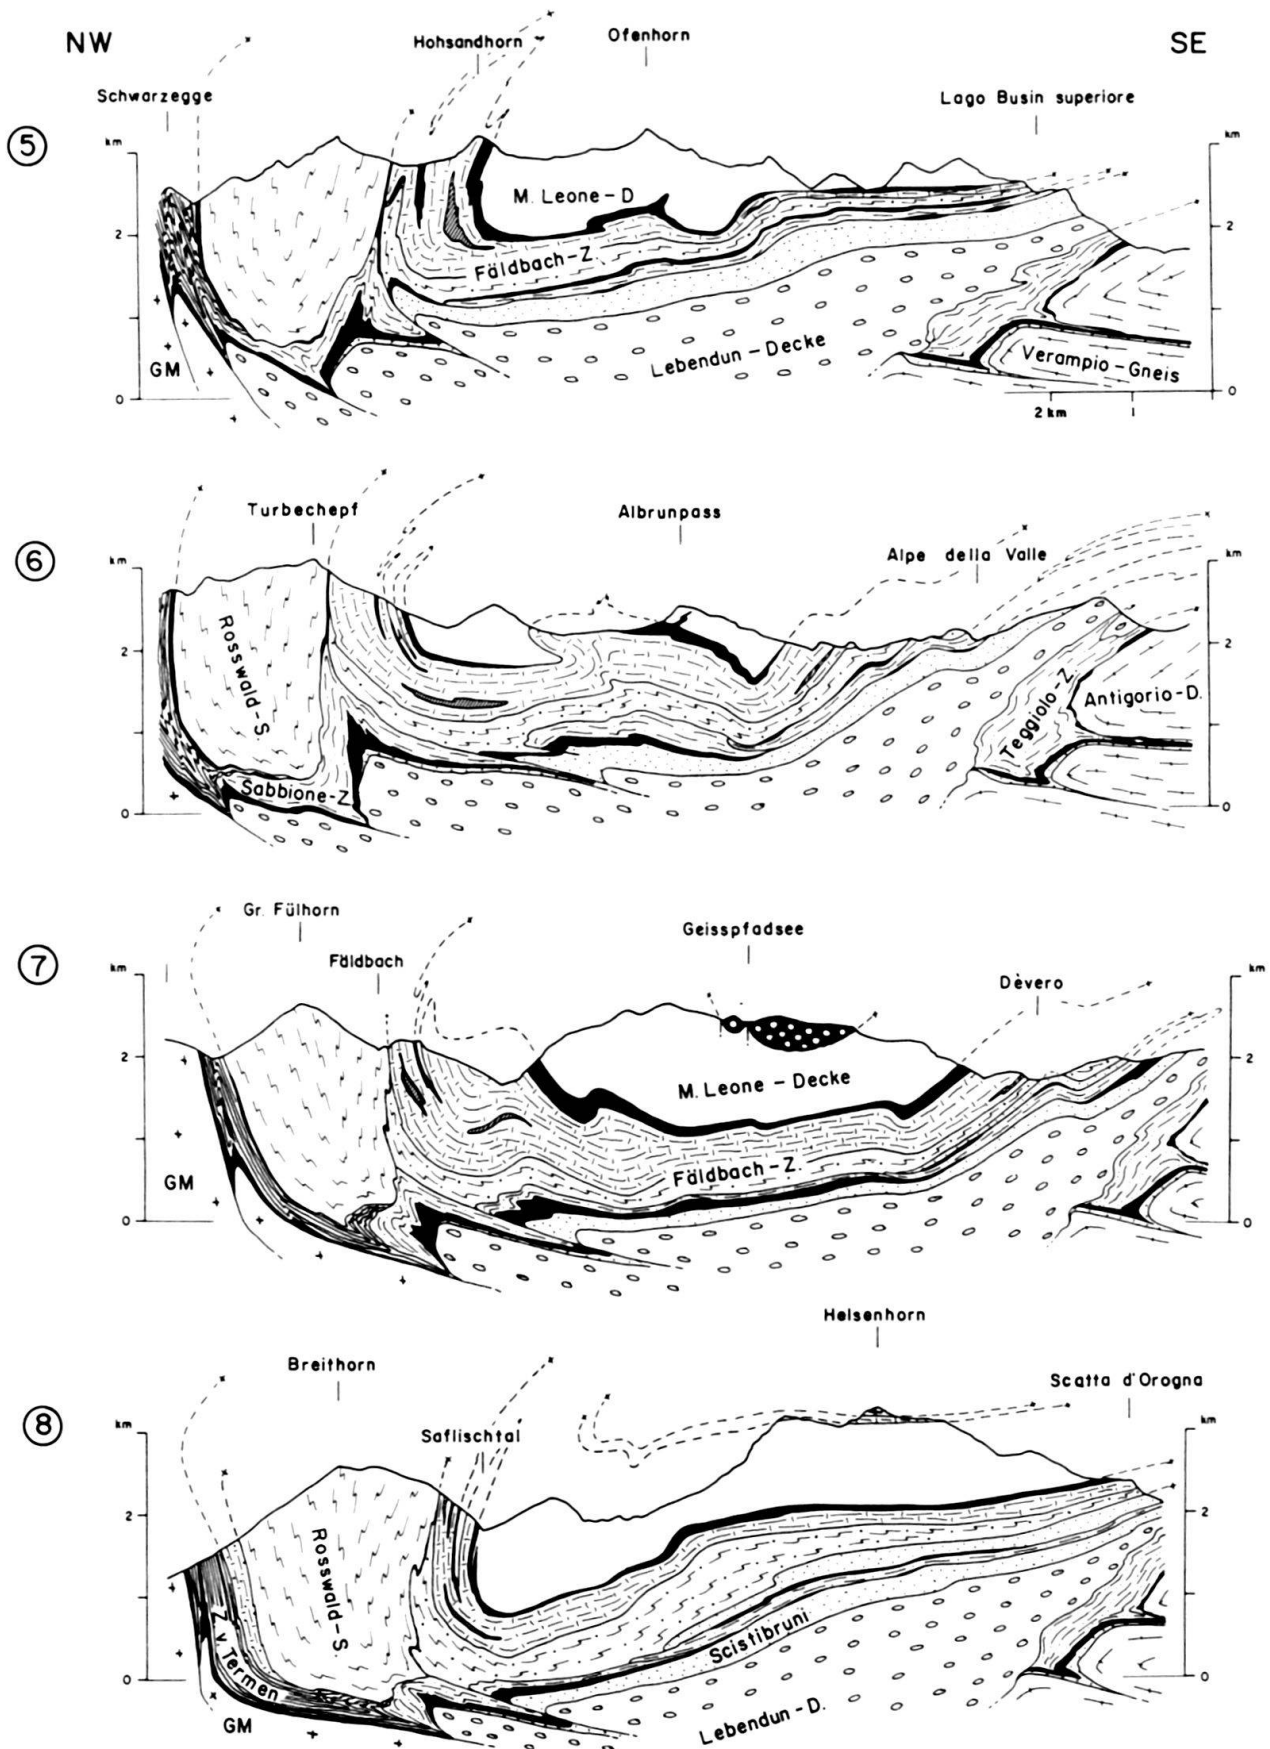 NW
SE
Hohsandhorn
Ofenhorn
Schwarzegge
Lago Busin superiore
5
km
km
M. Leone-D
2
2
Fäldbach-Z.
Lebendun-Decke
Verampio-Gneis
GM
0
0
2 km
1
Turbechepf
Albrunpass
6
Alpe della Valle
km
km
Rosswald-S
2
2
Teggiolo-Z
Antigorio-D.
Sabbione-Z
0
0
Gr. Fülhorn
Geisspfadsee
7
Fäldbach
km
km
Dèvero
2
2
M. Leone-Decke
Fäldbach-Z.
GM
0
0
Helsenhorn
Breithorn
Scatta d'Orogna
8
km
km
Saflischtal
2
2
Rosswald-S
Z. v. Termen
Scistibruni
0
0
GM
Lebendun-D.